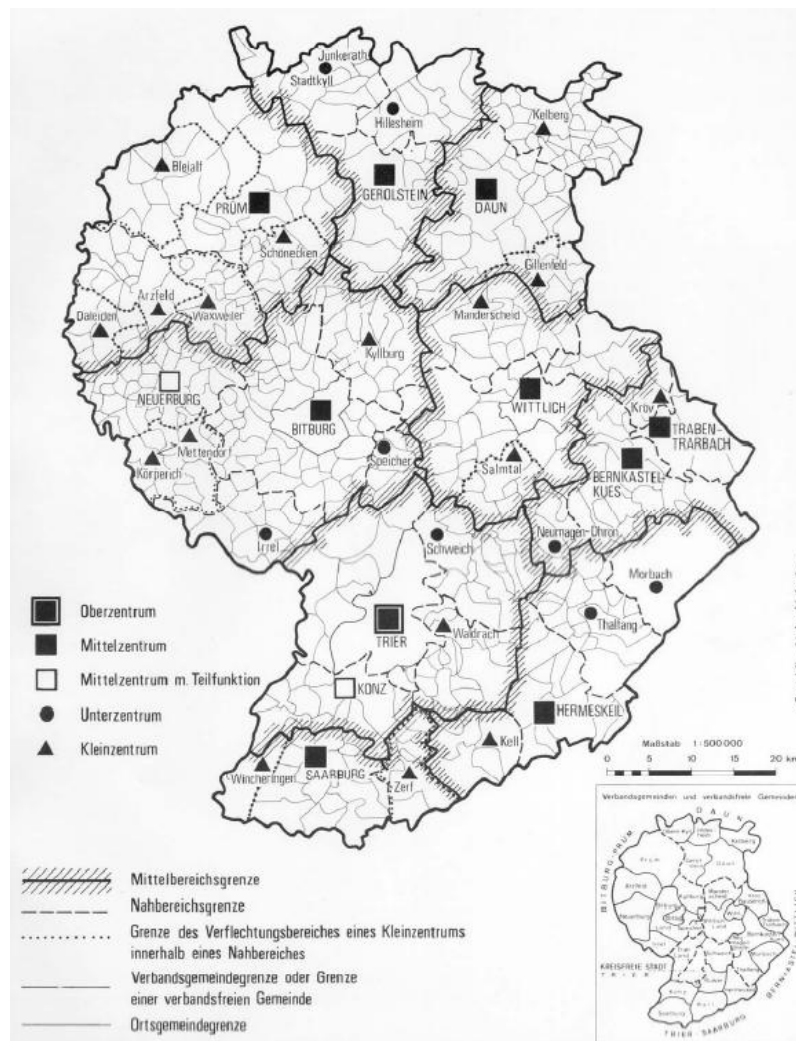 Junkerath
Stadtkyll
Hillesheim
Kelberg
Bleialf
PRÜM
GEROLSTEIN
DAUN
Schönecken
Gillenfeld
Daleiden
Arzfeld
Waxweiler
Manderscheid
Kyllburg
NEUERBURG
BITBURG
WITTLICH
Kröv
TRABEN-
TRARBACH
Mettendorf
Körperich
Speicher
Salmtal
BERNKASTEL-
KUES
Irrel
Schweich
Neumagen-Dhron
Morbach
Thalfang
TRIER
Waldrach
KONZ
HERMESKEIL
Kell
Wincheringen
SAARBURG
Zerf
Oberzentrum
Mittelzentrum
Mittelzentrum m. Teilfunktion
Unterzentrum
Kleinzentrum
Maßstab 1:500000
0 5 10 15 20 km
Mittelbereichsgrenze
Nahbereichsgrenze
Grenze des Verflechtungsbereiches eines Kleinzentrums
innerhalb eines Nahbereiches
Verbandsgemeindegrenze oder Grenze
einer verbandsfreien Gemeinde
Ortsgemeindegrenze
Verbandsgemeinden und verbandsfreie Gemeinden
DAUN
BITBURG-PRÜM
KREISFREIE STADT
TRIER
TRIER-SAARBURG